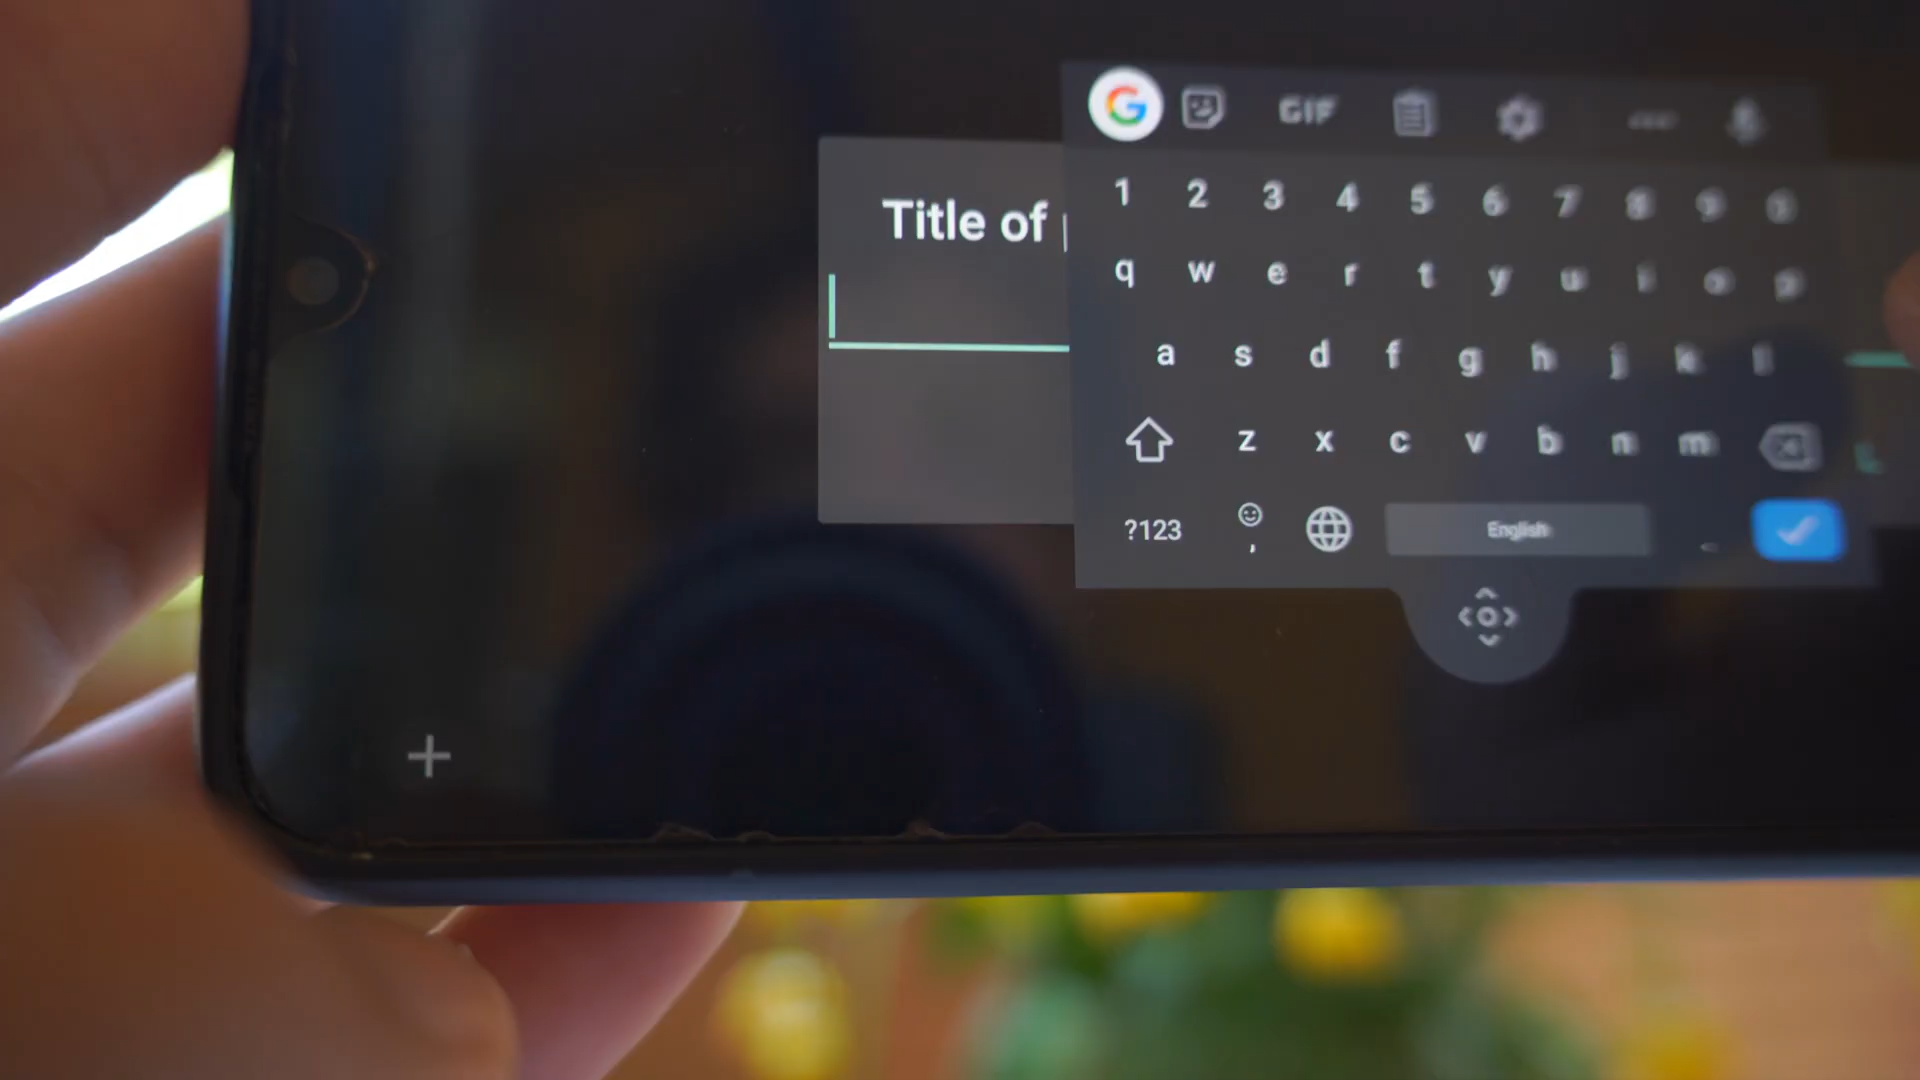 G GIF
Title of
1 2 3 4 5 6 7 8 9 0
q w e r t y u i o p
a s d f g h j k l
z x c v b n m
?123 , English .